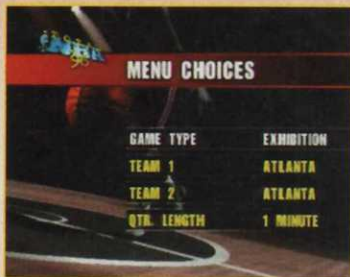 MENU CHOICES
GAME TYPE EXHIBITION
TEAM 1 ATLANTA
TEAM 2 ATLANTA
QTR. LENGTH 1 MINUTE